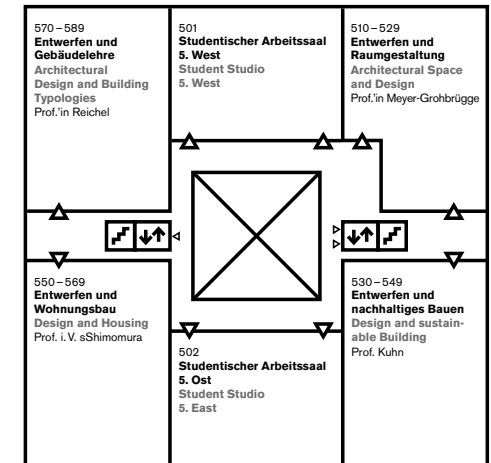 570 – 589
Entwerfen und
Gebäudelehre
Architectural
Design and Building
Typologies
Prof.'in Reichel
501
Studentischer Arbeitssaal
5. West
Student Studio
5. West
510 – 529
Entwerfen und
Raumgestaltung
Architectural Space
and Design
Prof.'in Meyer-Grohbrügge
550 – 569
Entwerfen und
Wohnungsbau
Design and Housing
Prof. i. V. sShimomura
502
Studentischer Arbeitssaal
5. Ost
Student Studio
5. East
530 – 549
Entwerfen und
nachhaltiges Bauen
Design and sustain-
able Building
Prof. Kuhn